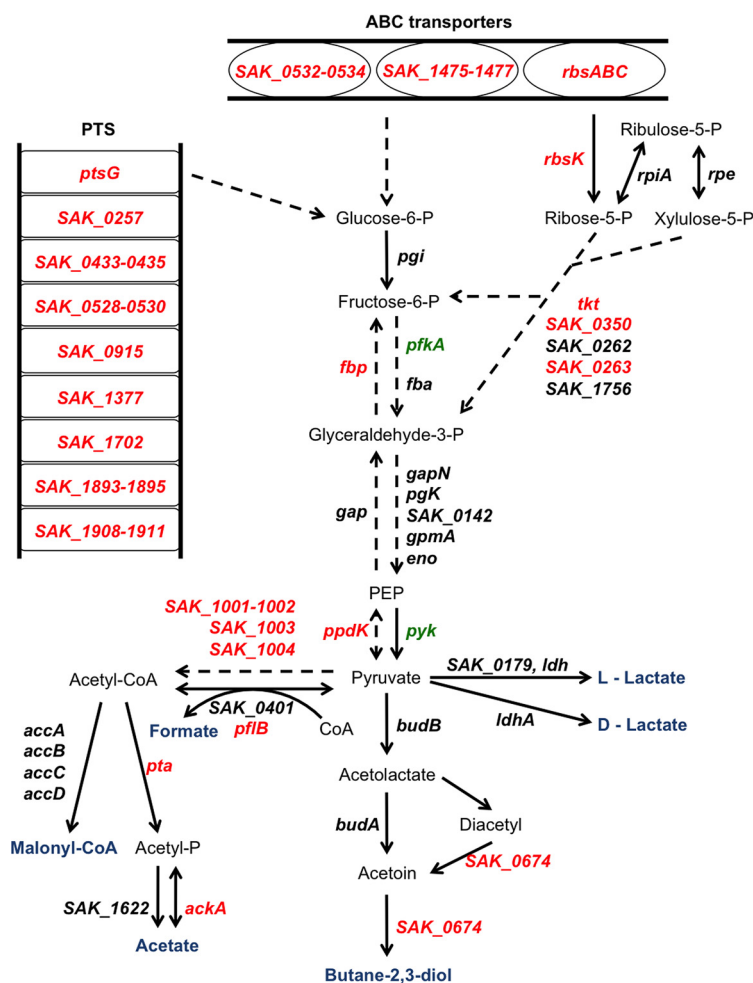 ABC transporters
SAK_0532-0534
SAK_1475-1477
rbsABC
PTS
ptsG
SAK_0257
SAK_0433-0435
SAK_0528-0530
SAK_0915
SAK_1377
SAK_1702
SAK_1893-1895
SAK_1908-1911
Ribulose-5-P
rbsK
rpiA
rpe
Glucose-6-P
Ribose-5-P
Xylulose-5-P
pgi
Fructose-6-P
tkt
SAK_0350
SAK_0262
SAK_0263
SAK_1756
fbp
pfkA
fba
Glyceraldehyde-3-P
gap
gapN
pgK
SAK_0142
gpmA
eno
PEP
SAK_1001-1002
SAK_1003
SAK_1004
ppdK
pyk
Acetyl-CoA
Pyruvate
SAK_0179, ldh
L - Lactate
SAK_0401
Formate
pflB
CoA
budB
ldhA
D - Lactate
accA
accB
accC
accD
pta
Acetolactate
Malonyl-CoA
Acetyl-P
budA
Diacetyl
Acetoin
SAK_0674
SAK_1622
ackA
SAK_0674
Acetate
Butane-2,3-diol